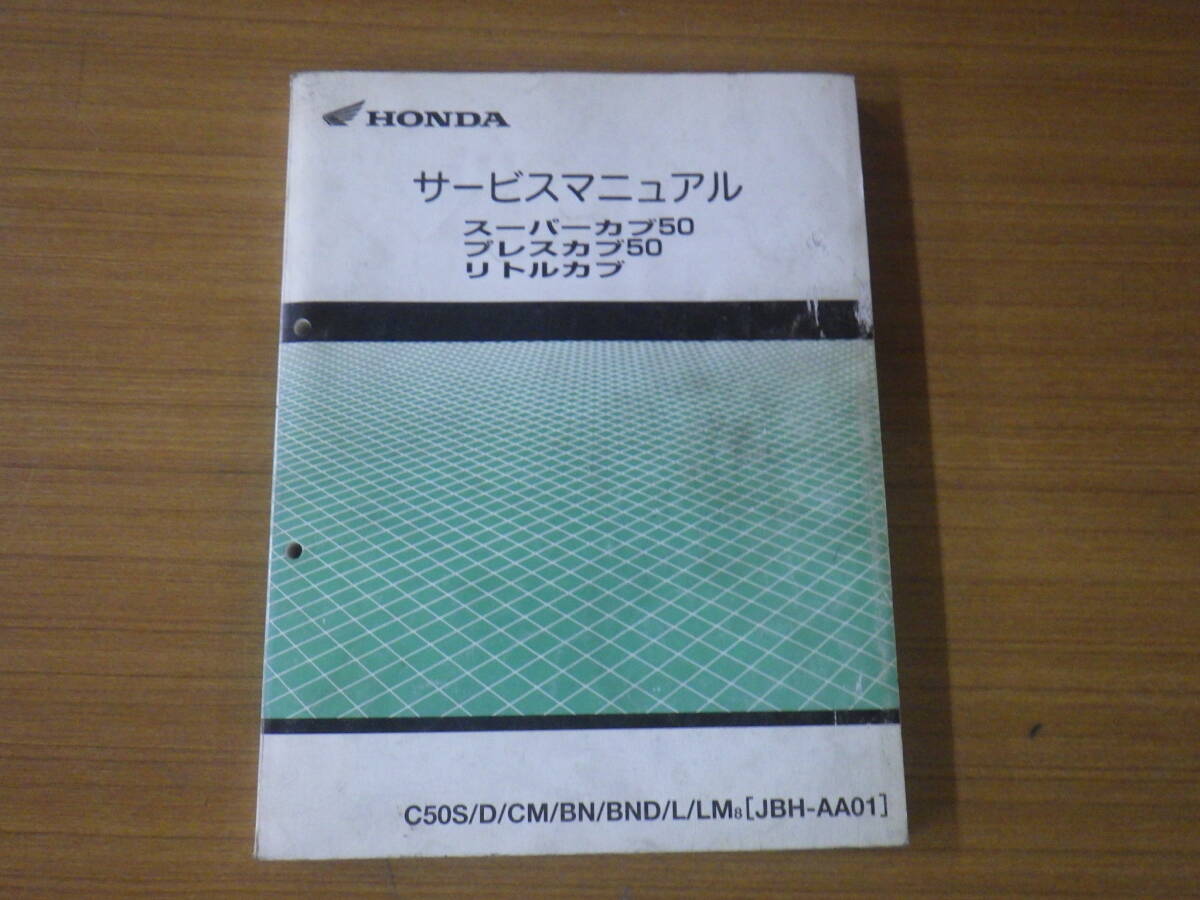 HONDA
サービスマニュアル
スーパーカブ50
プレスカブ50
リトルカブ
C50S/D/CM/BN/BND/L/LM8[JBH-AA01]